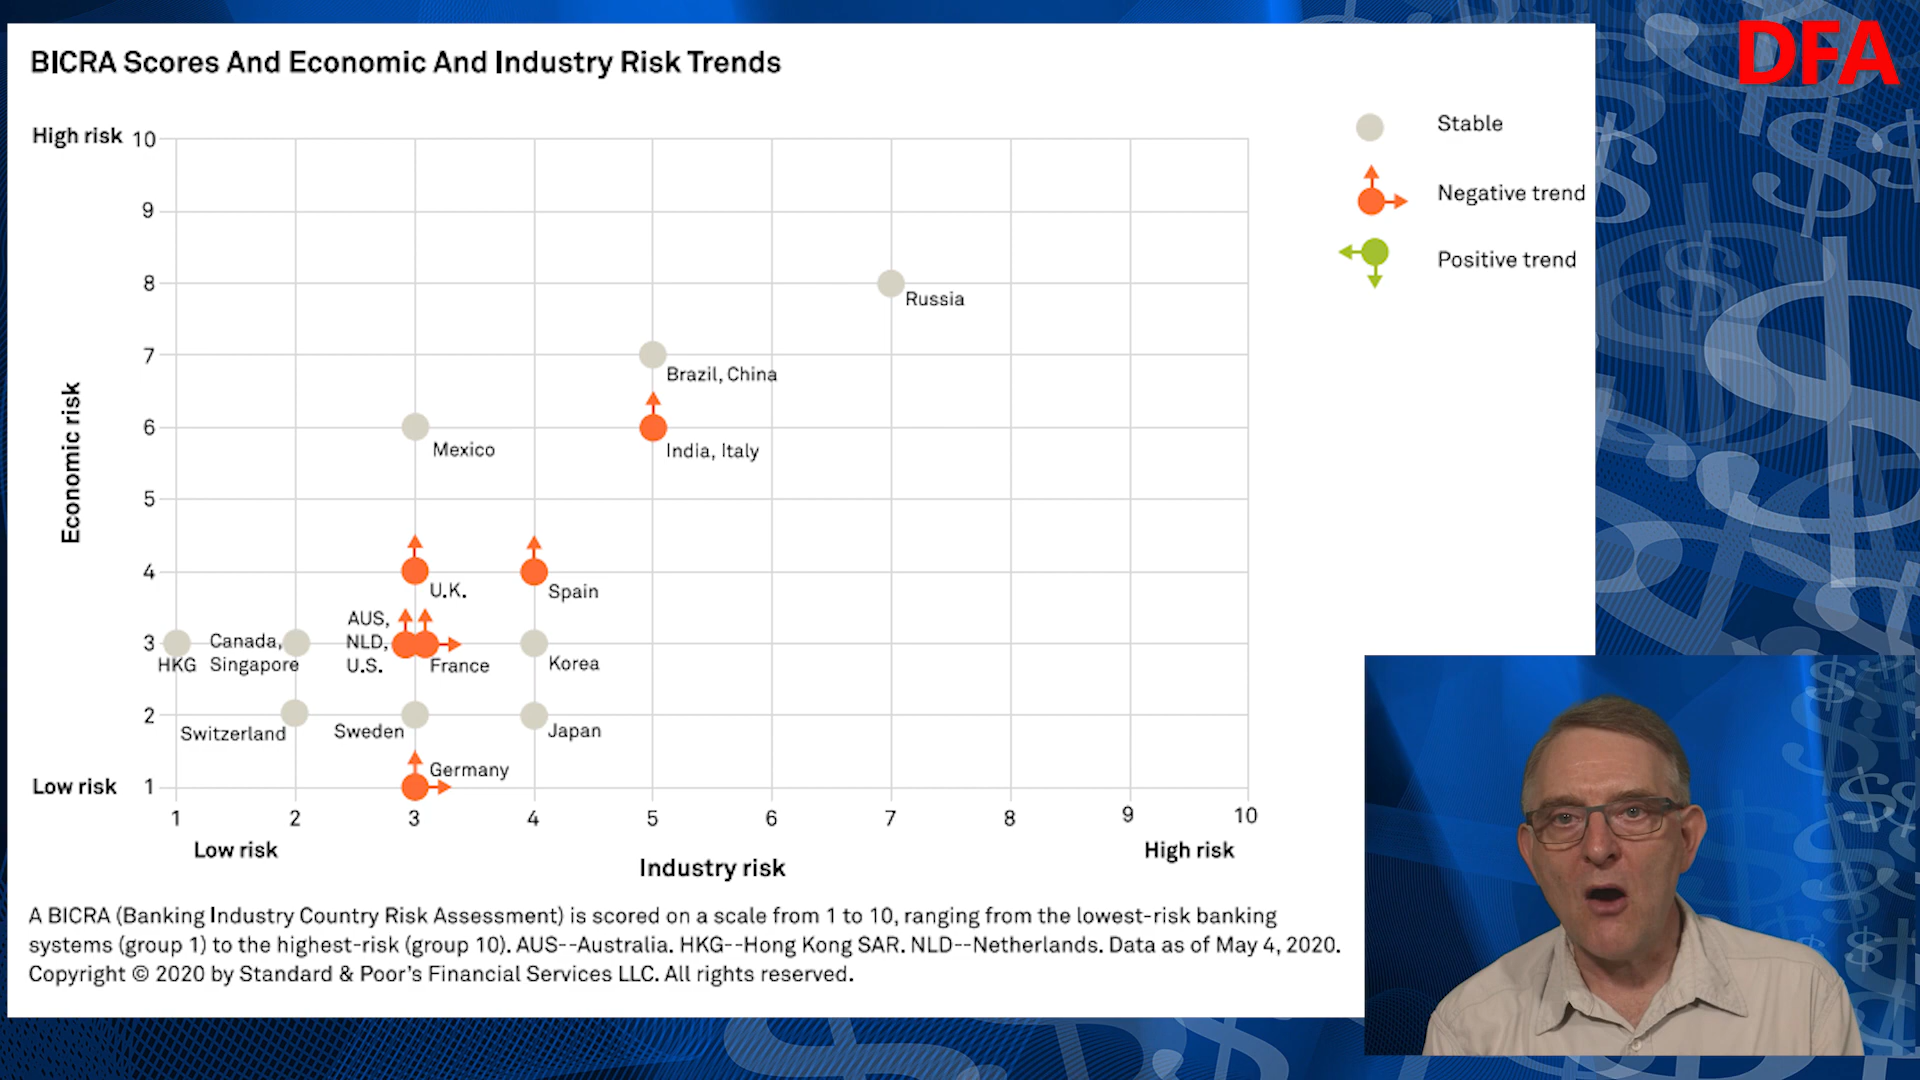 DFA
BICRA Scores And Economic And Industry Risk Trends
High risk
10
9
8
7
6
5
4
3
2
Low risk
1
Economic risk
Stable
Negative trend
Positive trend
Russia
Brazil, China
India, Italy
Mexico
U.K.
Spain
AUS,
NLD,
U.S.
France
Korea
HKG
Canada,
Singapore
Switzerland
Sweden
Japan
Germany
1 2 3 4 5 6 7 8 9 10
Low risk
High risk
Industry risk
A BICRA (Banking Industry Country Risk Assessment) is scored on a scale from 1 to 10, ranging from the lowest-risk banking
systems (group 1) to the highest-risk (group 10). AUS--Australia. HKG--Hong Kong SAR. NLD--Netherlands. Data as of May 4, 2020.
Copyright © 2020 by Standard & Poor's Financial Services LLC. All rights reserved.